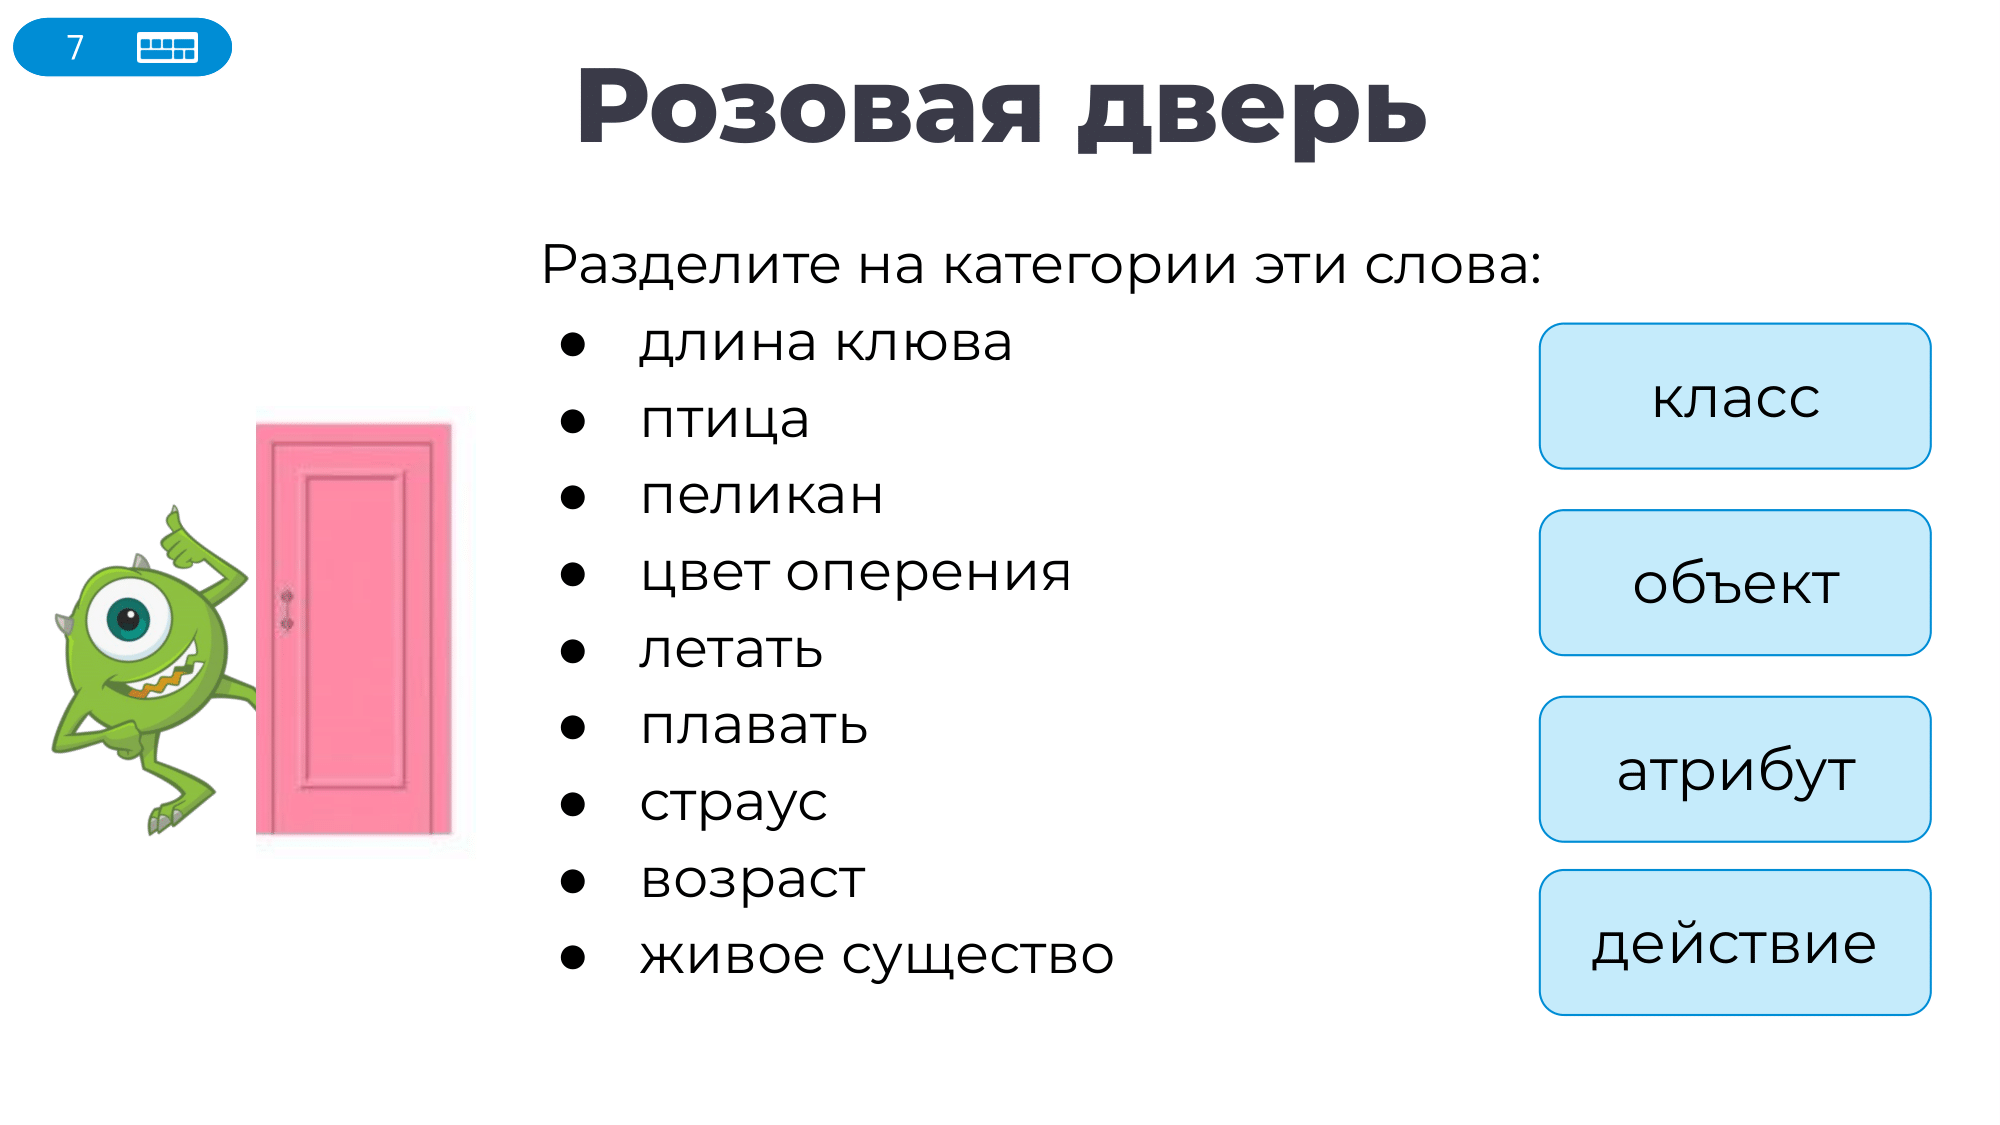 7
Розовая дверь
Разделите на категории эти слова:
● длина клюва
● птица
● пеликан
● цвет оперения
● летать
● плавать
● страус
● возраст
● живое существо
класс
объект
атрибут
действие